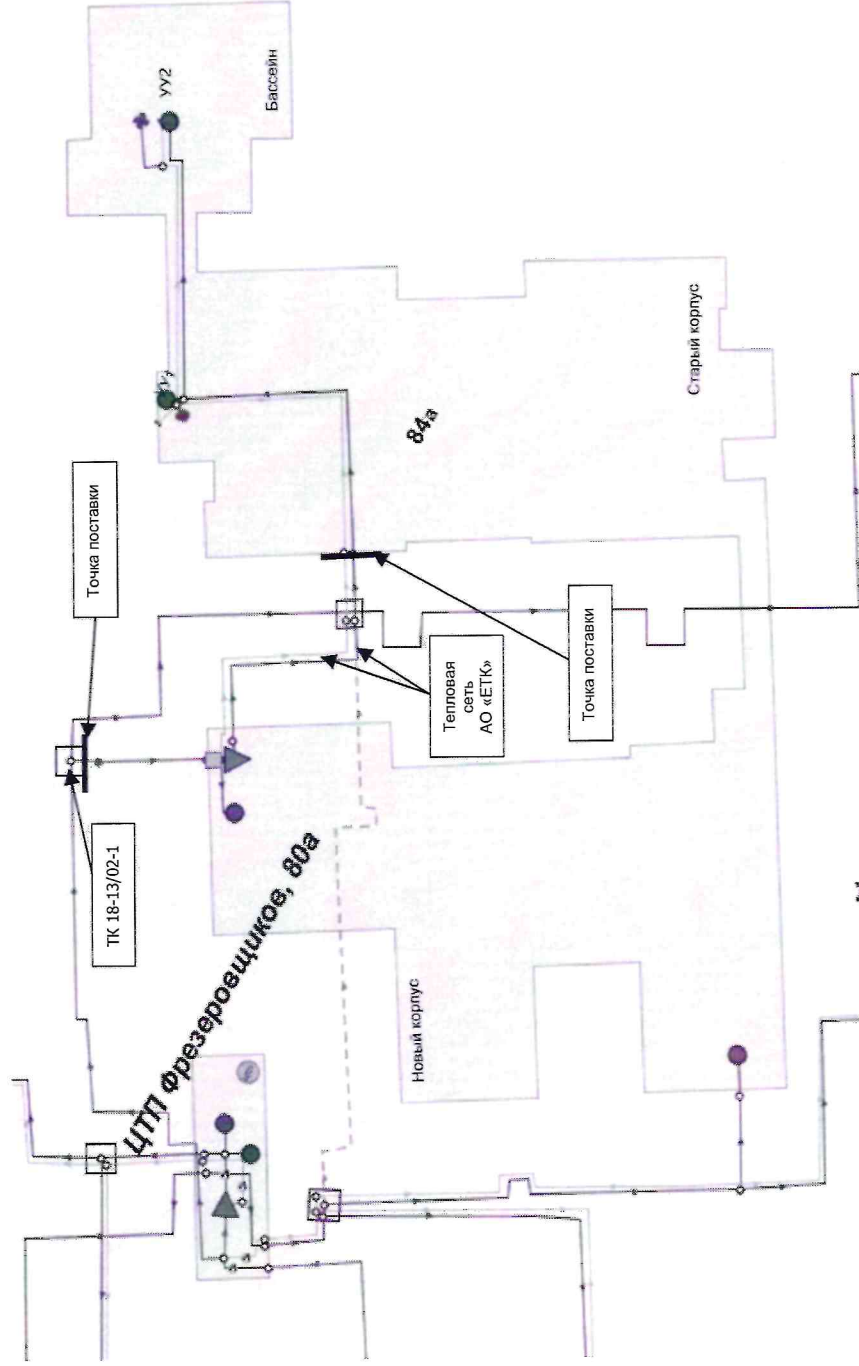 УУ2
Бассейн
Точка поставки
ТК 18-13/02-1
ЦТП Фрезеровщиков, 80а
84а
Старый корпус
Тепловая
сеть
АО «ЕТК»
Точка поставки
Новый корпус